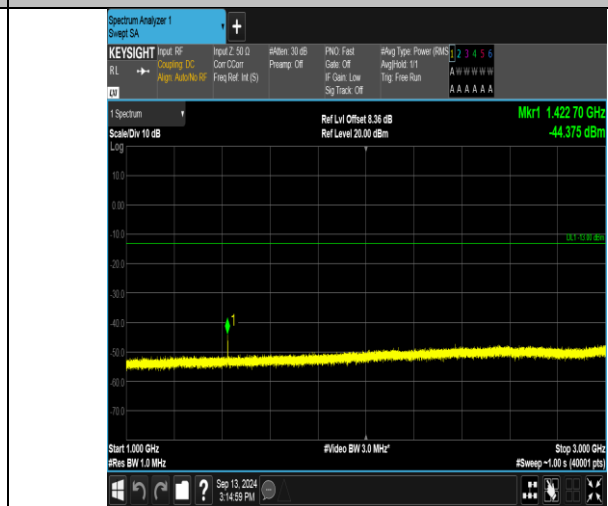 Spectrum Analyzer 1
Swept SA
+
KEYSIGHT
RL
LXI
Input: RF
Coupling: DC
Align: Auto/No RF
Input Z: 50 Ω
Corr CCorr
Freq Ref: Int (S)
#Atten: 30 dB
Preamp: Off
PNO: Fast
Gate: Off
IF Gain: Low
Sig Track: Off
#Avg Type: Power (RMS
Avg|Hold: 1/1
Trig: Free Run
1 2 3 4 5 6
A W W W W W
A A A A A A
1 Spectrum
Scale/Div 10 dB
Ref Lvl Offset 8.36 dB
Ref Level 20.00 dBm
Mkr1 1.422 70 GHz
-44.375 dBm
Log
10.0
0.00
-10.0
DL1 -13.00 dBm
-20.0
-30.0
1
-40.0
-50.0
-60.0
-70.0
Start 1.000 GHz
#Video BW 3.0 MHz*
Stop 3.000 GHz
#Res BW 1.0 MHz
#Sweep ~1.00 s (40001 pts)
?
Sep 13, 2024
3:14:59 PM